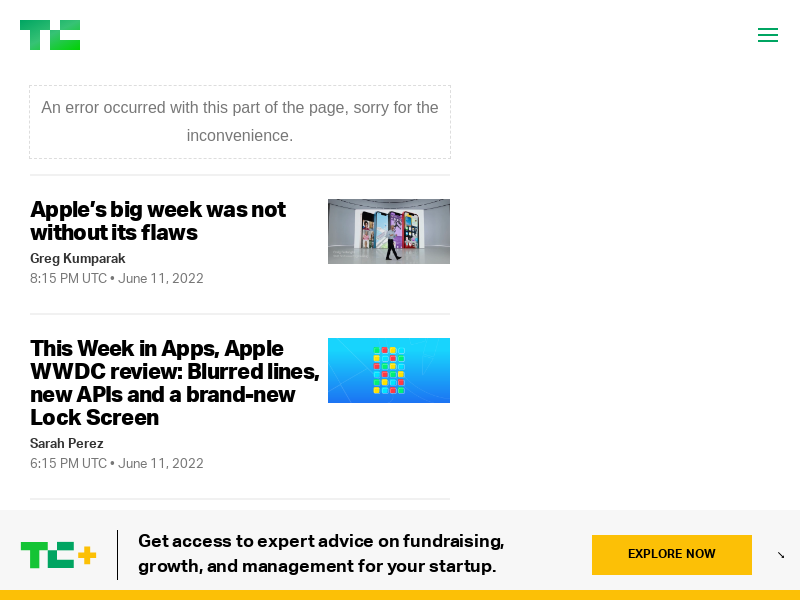 TC
An error occurred with this part of the page, sorry for the
inconvenience.
Apple's big week was not
without its flaws
Greg Kumparak
8:15 PM UTC • June 11, 2022
This Week in Apps, Apple
WWDC review: Blurred lines,
new APIs and a brand-new
Lock Screen
Sarah Perez
6:15 PM UTC • June 11, 2022
TC+
Get access to expert advice on fundraising,
growth, and management for your startup.
EXPLORE NOW